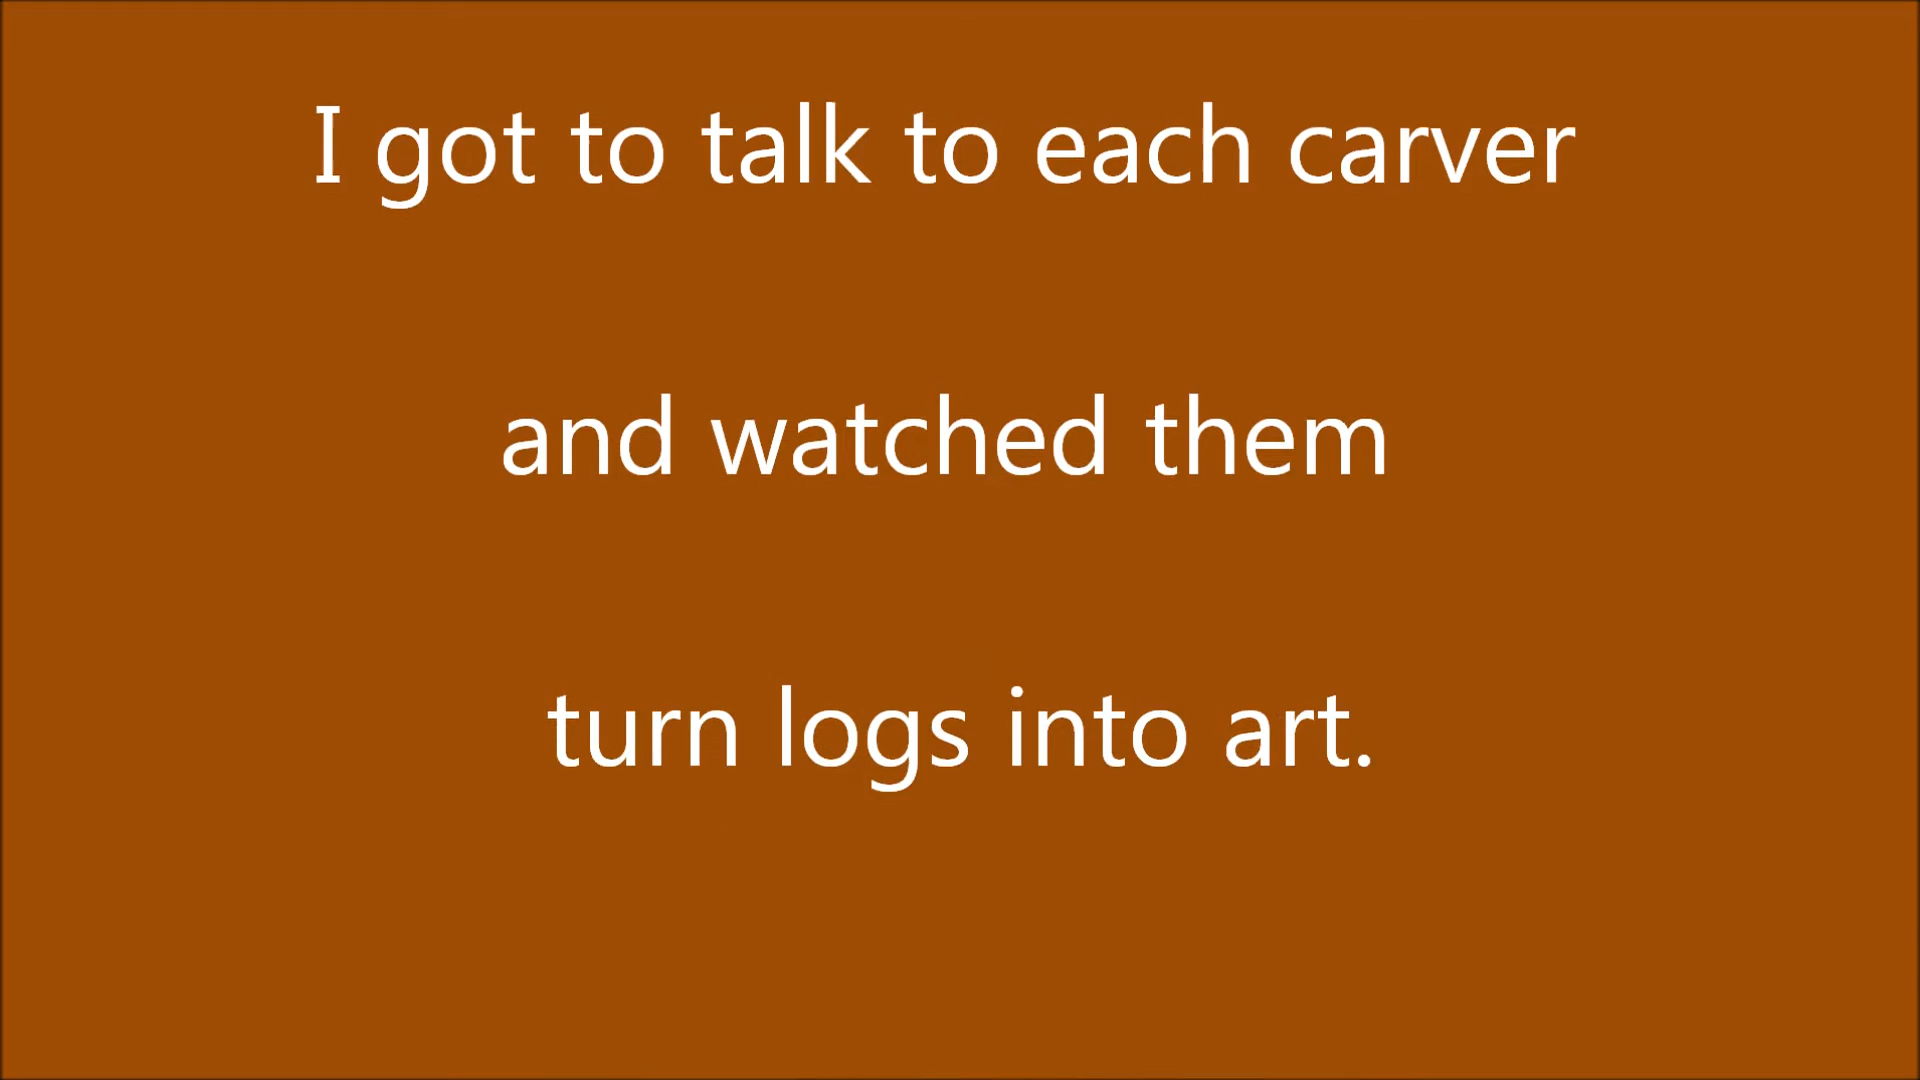 I got to talk to each carver
and watched them
turn logs into art.